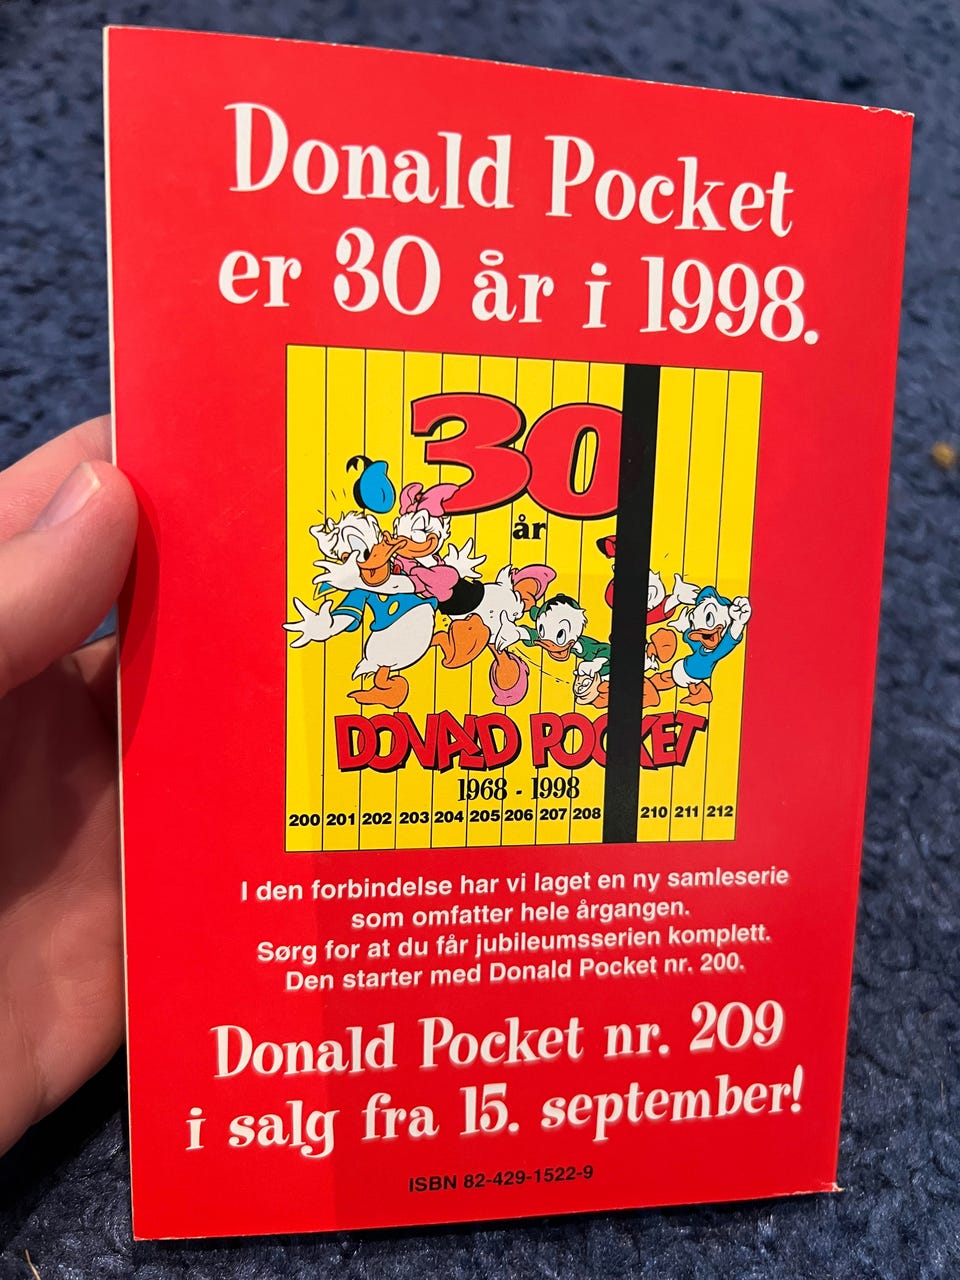 Donald Pocket
er 30 år i 1998.
30
år
DONALD POCKET
1968 - 1998
200 201 202 203 204 205 206 207 208 210 211 212
I den forbindelse har vi laget en ny samleserie
som omfatter hele årgangen.
Sørg for at du får jubileumsserien komplett.
Den starter med Donald Pocket nr. 200.
Donald Pocket nr. 209
i salg fra 15. september!
ISBN 82-429-1522-9